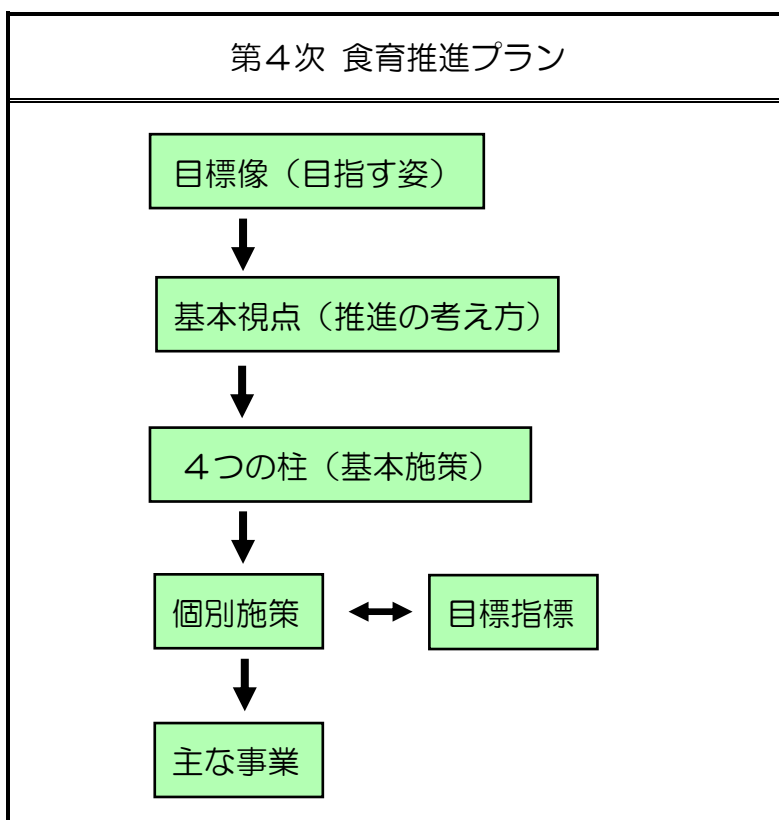 第４次 食育推進プラン
目標像（目指す姿）
基本視点（推進の考え方）
４つの柱（基本施策）
個別施策
目標指標
主な事業